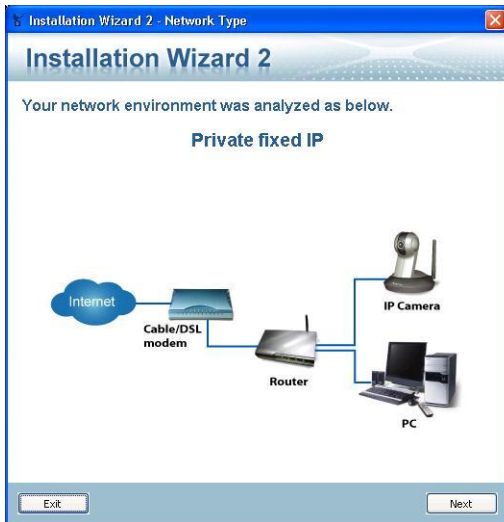 Installation Wizard 2 - Network Type
Installation Wizard 2
Your network environment was analyzed as below.
Private fixed IP
Internet
Cable/DSL
modem
Router
IP Camera
PC
Exit
Next